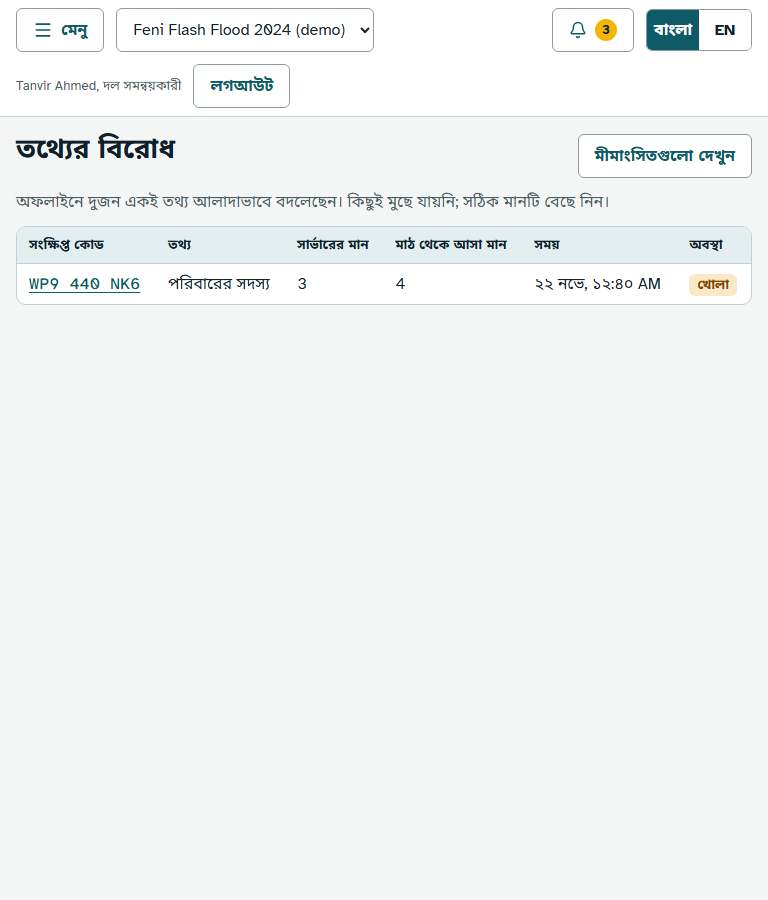 মেনু
Feni Flash Flood 2024 (demo)
3
বাংলা
EN
Tanvir Ahmed, দল সমন্বয়কারী
লগআউট
তথ্যের বিরোধ
মীমাংসিতগুলো দেখুন
অফলাইনে দুজন একই তথ্য আলাদাভাবে বদলেছেন। কিছুই মুছে যায়নি; সঠিক মানটি বেছে নিন।
সংক্ষিপ্ত কোড তথ্য সার্ভারের মান মাঠ থেকে আসা মান সময় অবস্থা
WP9 440 NK6 পরিবারের সদস্য 3 4 ২২ নভে, ১২:৪০ AM খোলা